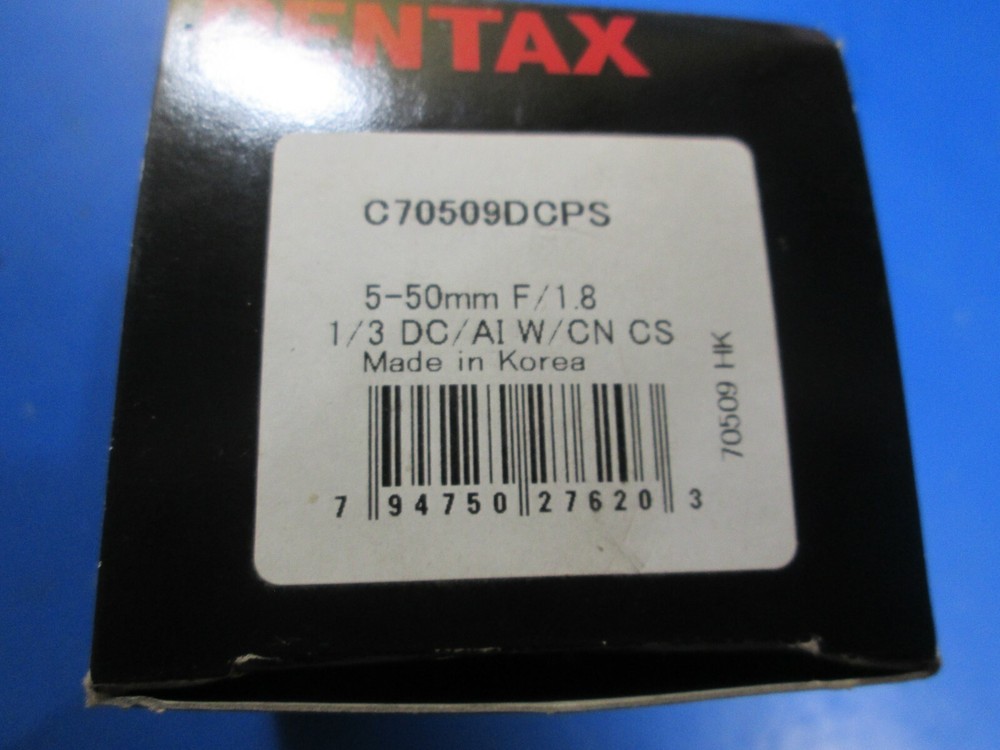 PENTAX
C70509DCPS
5-50mm F/1.8
1/3 DC/AI W/CN CS
Made in Korea
70509 HK
7 94750 27620 3